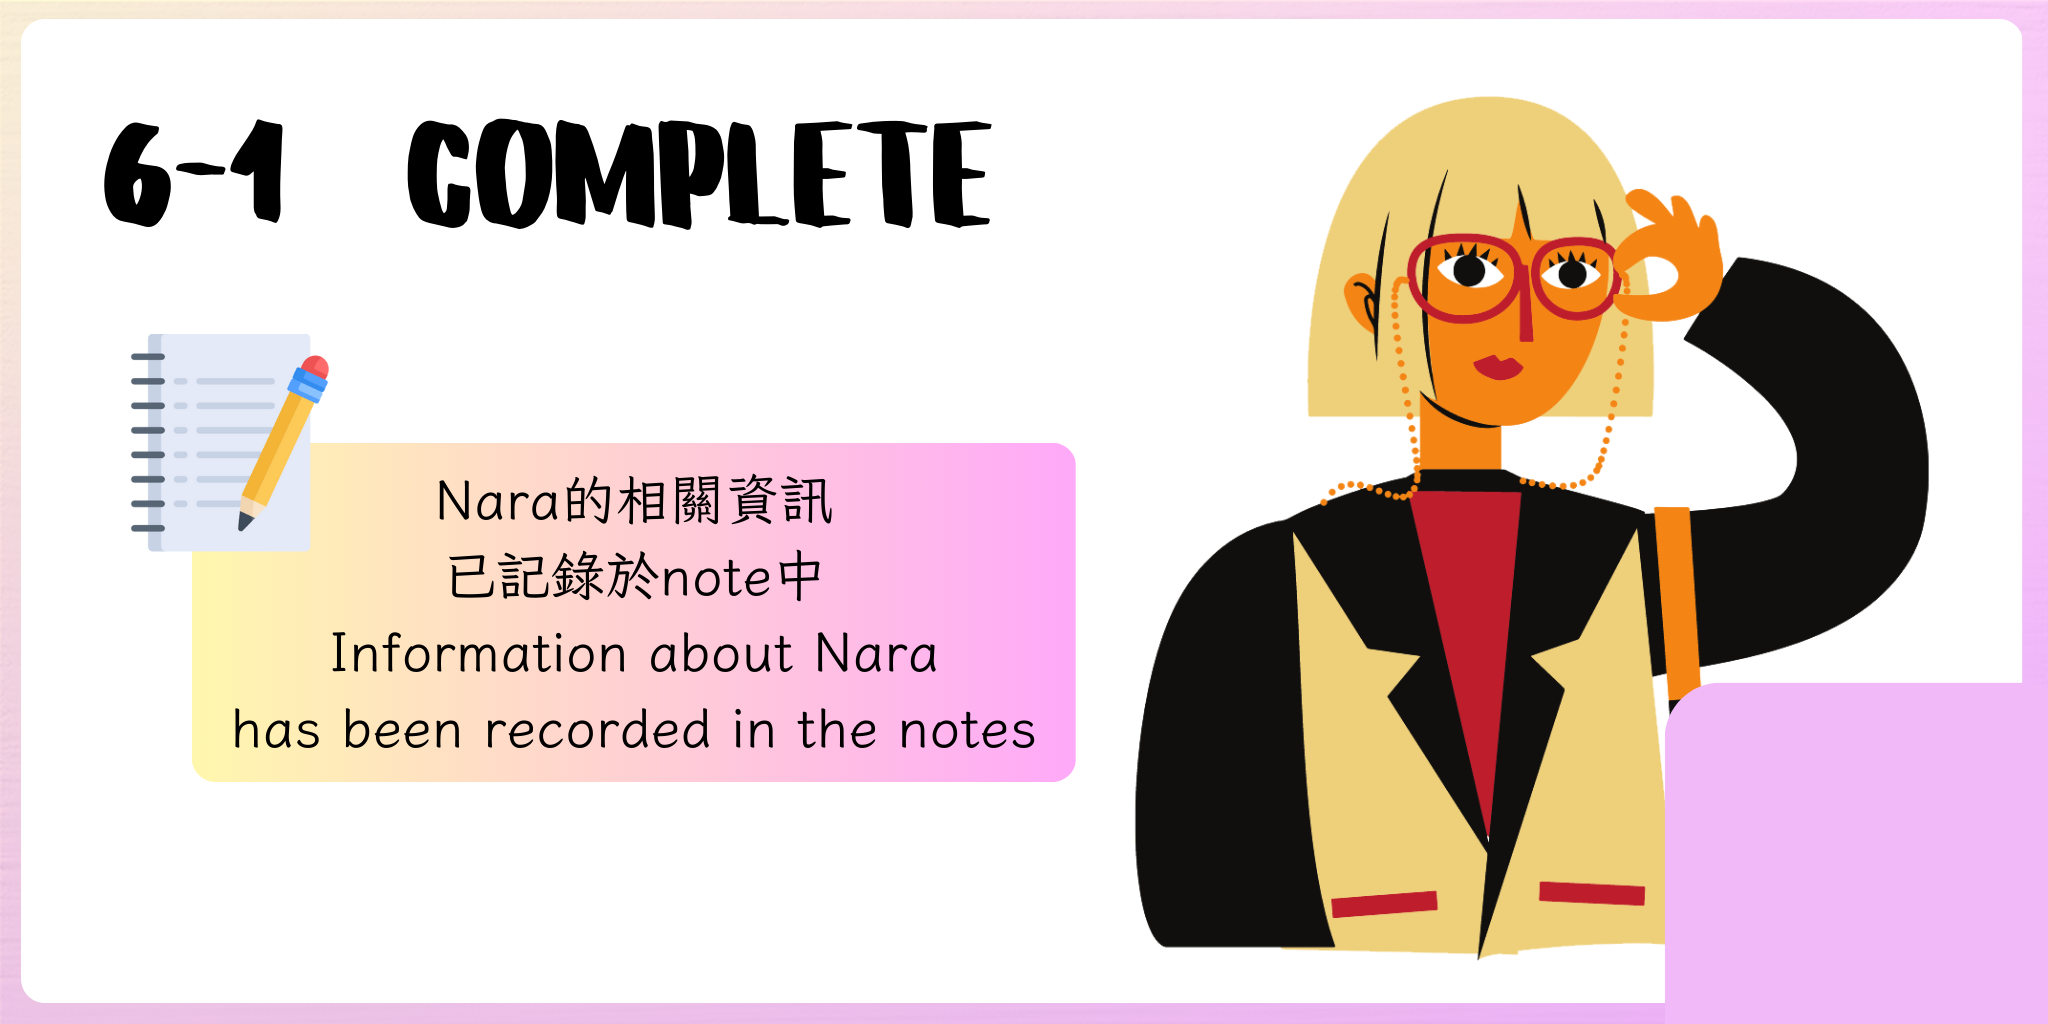 6-1 COMPLETE
Nara的相關資訊
已記錄於note中
Information about Nara
has been recorded in the notes